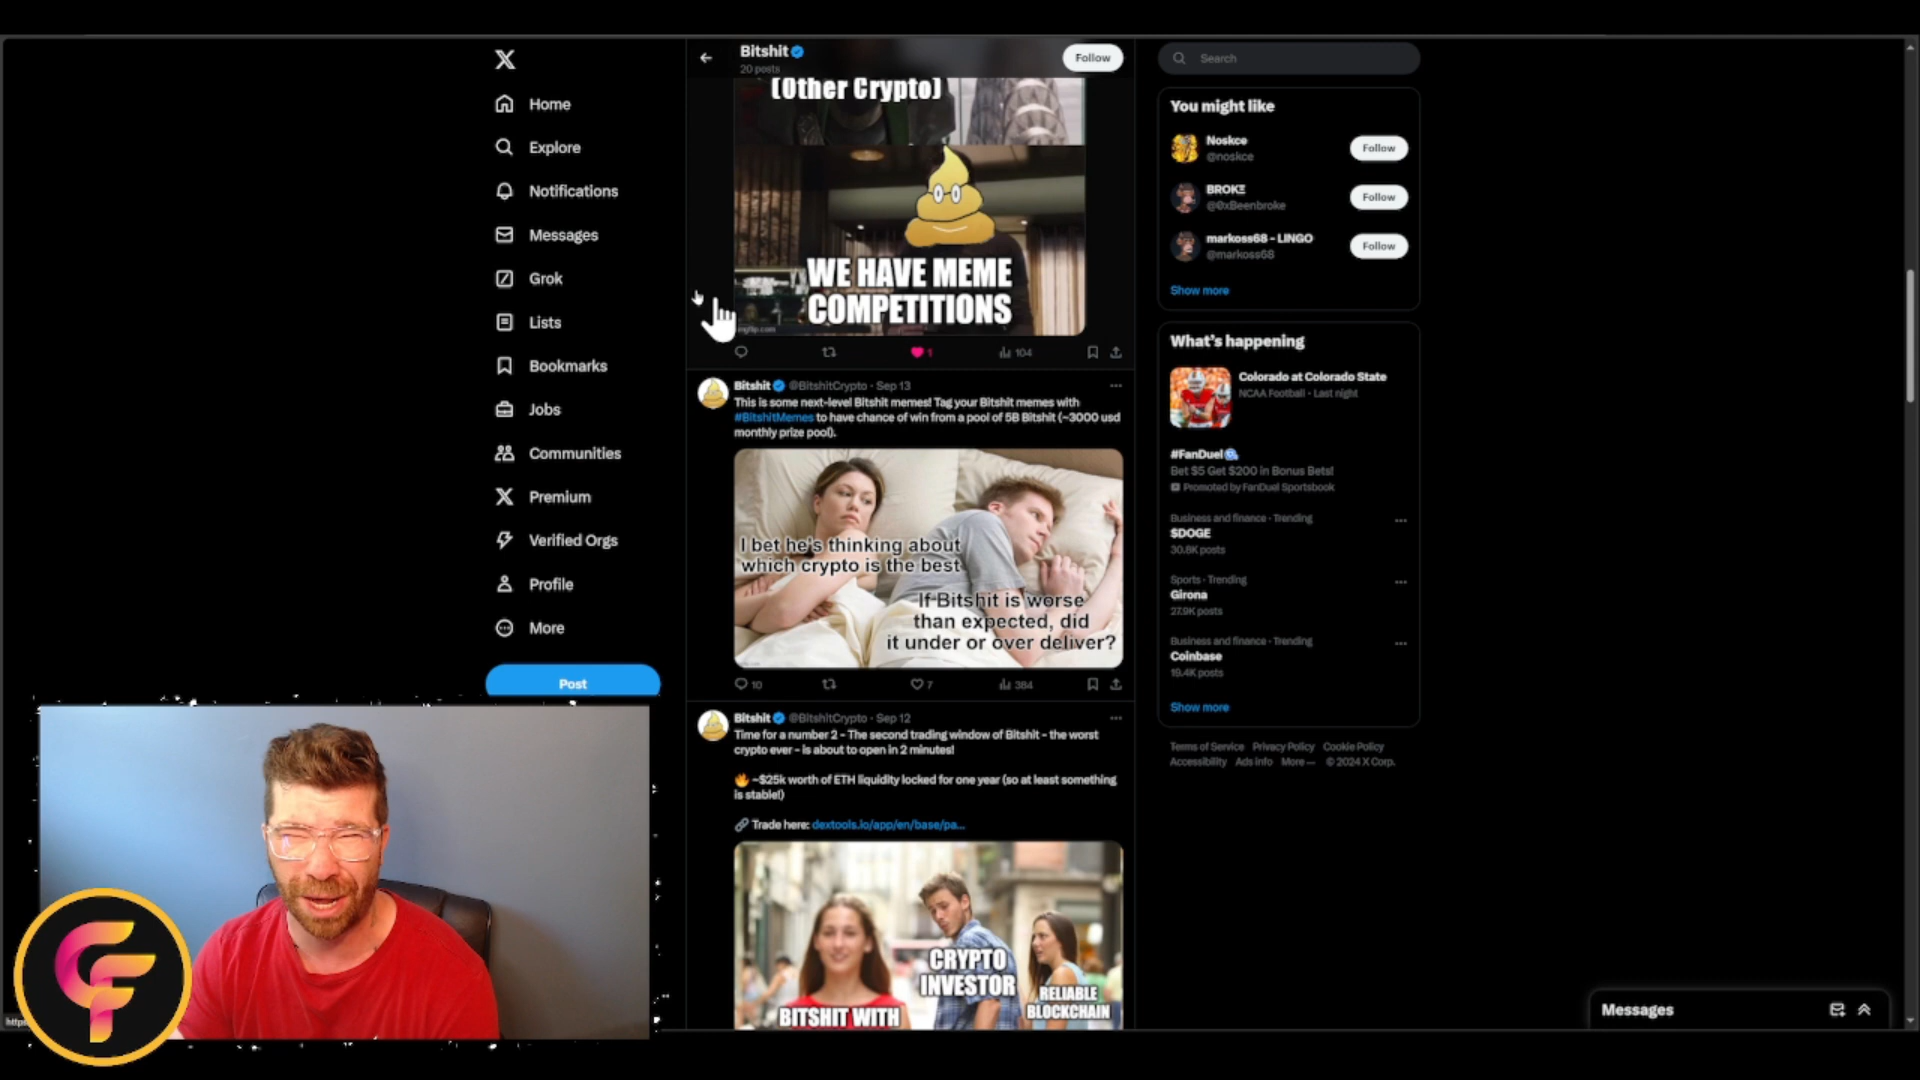 Bitshit
20 posts
Follow
(Other Crypto)
WE HAVE MEME
COMPETITIONS
imgflip.com
1
104
Home
Explore
Notifications
Messages
Grok
Lists
Bookmarks
Jobs
Communities
Premium
Verified Orgs
Profile
More
Post
Bitshit @BitshitCrypto · Sep 13
This is some next-level Bitshit memes! Tag your Bitshit memes with
#BitshitMemes to have chance of win from a pool of 5B Bitshit (~3000 usd
monthly prize pool).
I bet he's thinking about
which crypto is the best
If Bitshit is worse
than expected, did
it under or over deliver?
10
7
384
Bitshit @BitshitCrypto · Sep 12
Time for a number 2 - The second trading window of Bitshit - the worst
crypto ever - is about to open in 2 minutes!
🔥 ~$25k worth of ETH liquidity locked for one year (so at least something
is stable!)
🔗 Trade here: dextools.io/app/en/base/pa...
CRYPTO
INVESTOR
RELIABLE
BLOCKCHAIN
BITSHIT WITH
Search
You might like
Noskce
@noskce
Follow
BROKE
@0xBeenbroke
Follow
markoss68 - LINGO
@markoss68
Follow
Show more
What's happening
Colorado at Colorado State
NCAA Football · Last night
#FanDuel
Bet $5 Get $200 in Bonus Bets!
Promoted by FanDuel Sportsbook
Business and finance · Trending
$DOGE
30.8K posts
Sports · Trending
Girona
27.9K posts
Business and finance · Trending
Coinbase
19.4K posts
Show more
Terms of Service Privacy Policy Cookie Policy
Accessibility Ads info More ··· © 2024 X Corp.
Messages
https